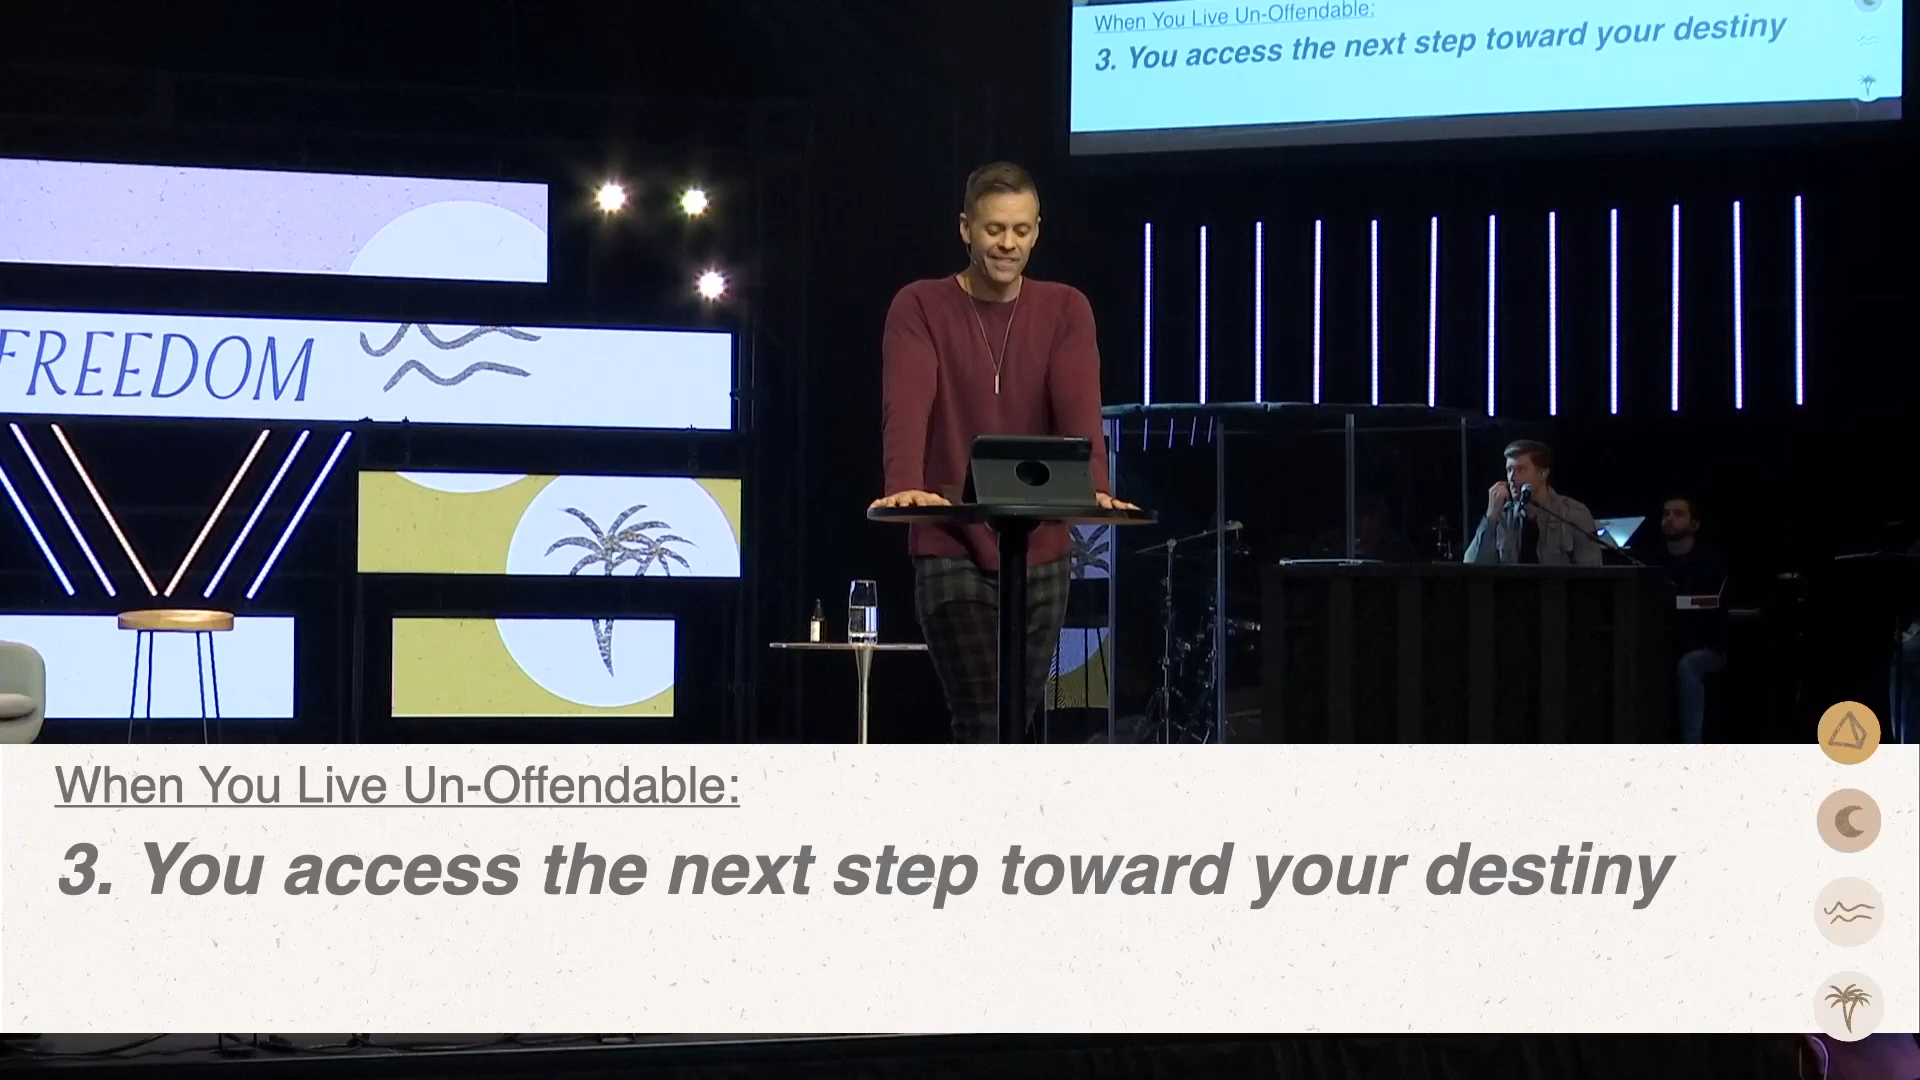 When You Live Un-Offendable:
3. You access the next step toward your destiny
FREEDOM
When You Live Un-Offendable:
3. You access the next step toward your destiny